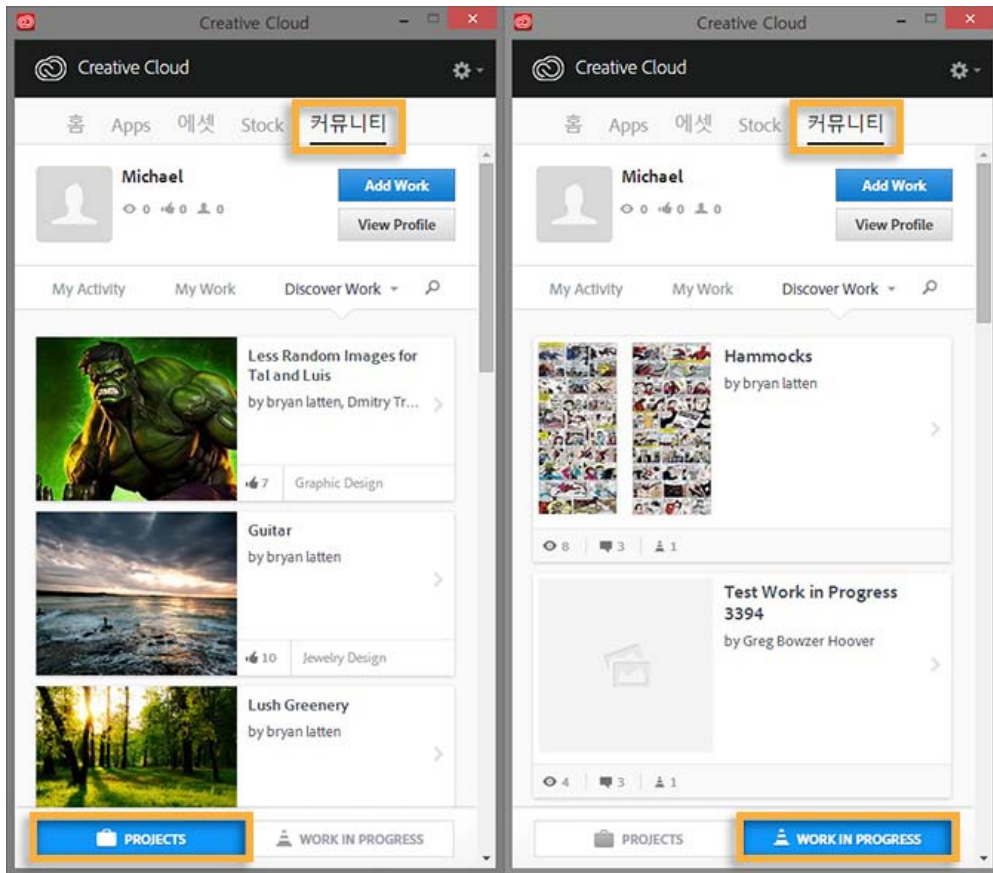 Creative Cloud
Creative Cloud
홈 Apps 에셋 Stock 커뮤니티
Michael
0 0 0
Add Work
View Profile
My Activity My Work Discover Work
Less Random Images for
Tal and Luis
by bryan latten, Dmitry Tr...
7 Graphic Design
Guitar
by bryan latten
10 Jewelry Design
Lush Greenery
by bryan latten
PROJECTS WORK IN PROGRESS
Creative Cloud
Creative Cloud
홈 Apps 에셋 Stock 커뮤니티
Michael
0 0 0
Add Work
View Profile
My Activity My Work Discover Work
Hammocks
by bryan latten
8 3 1
Test Work in Progress
3394
by Greg Bowzer Hoover
4 3 1
PROJECTS WORK IN PROGRESS